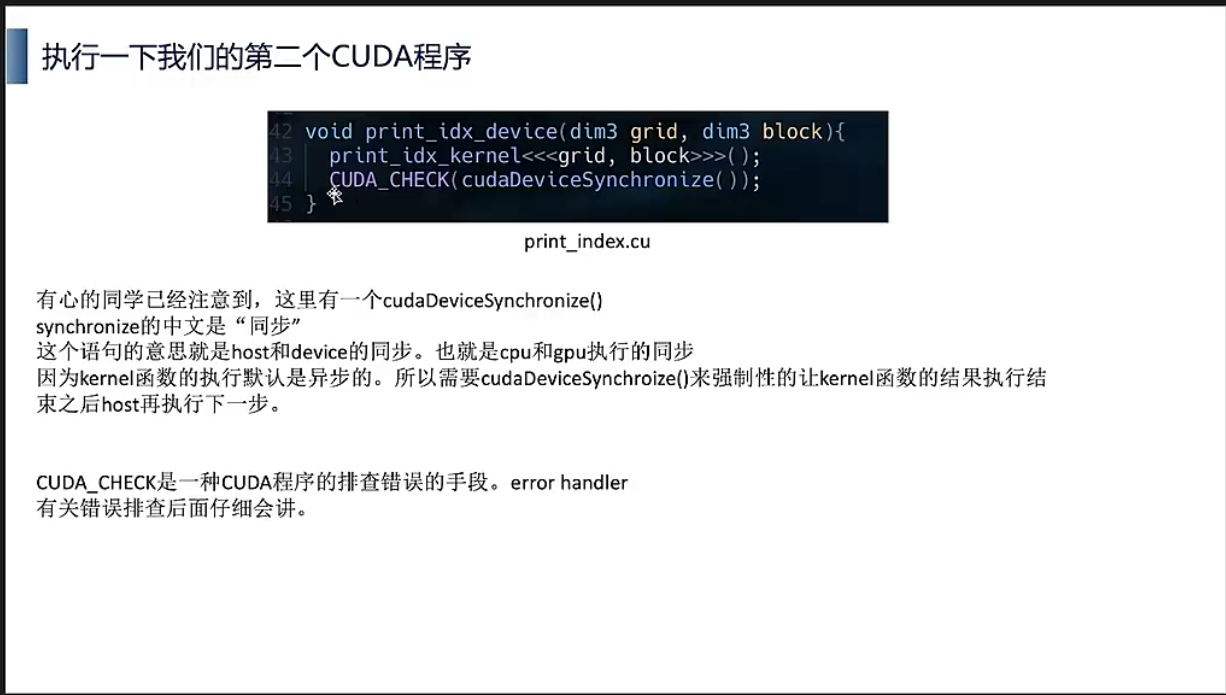 执行一下我们的第二个CUDA程序
42 void print_idx_device(dim3 grid, dim3 block){
43 print_idx_kernel<<<grid, block>>>();
44 CUDA_CHECK(cudaDeviceSynchronize());
45 }
print_index.cu
有心的同学已经注意到，这里有一个cudaDeviceSynchronize()
synchronize的中文是“同步”
这个语句的意思就是host和device的同步。也就是cpu和gpu执行的同步
因为kernel函数的执行默认是异步的。所以需要cudaDeviceSynchroize()来强制性的让kernel函数的结果执行结
束之后host再执行下一步。
CUDA_CHECK是一种CUDA程序的排查错误的手段。error handler
有关错误排查后面仔细会讲。